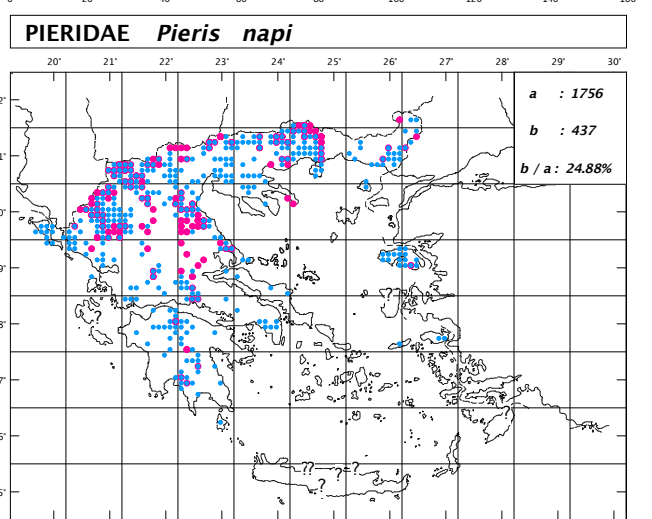 PIERIDAE Pieris napi
20° 21° 22° 23° 24° 25° 26° 27° 28° 29° 30°
a : 1756
b : 437
b / a : 24.88%
?
?
?
?? ?
?